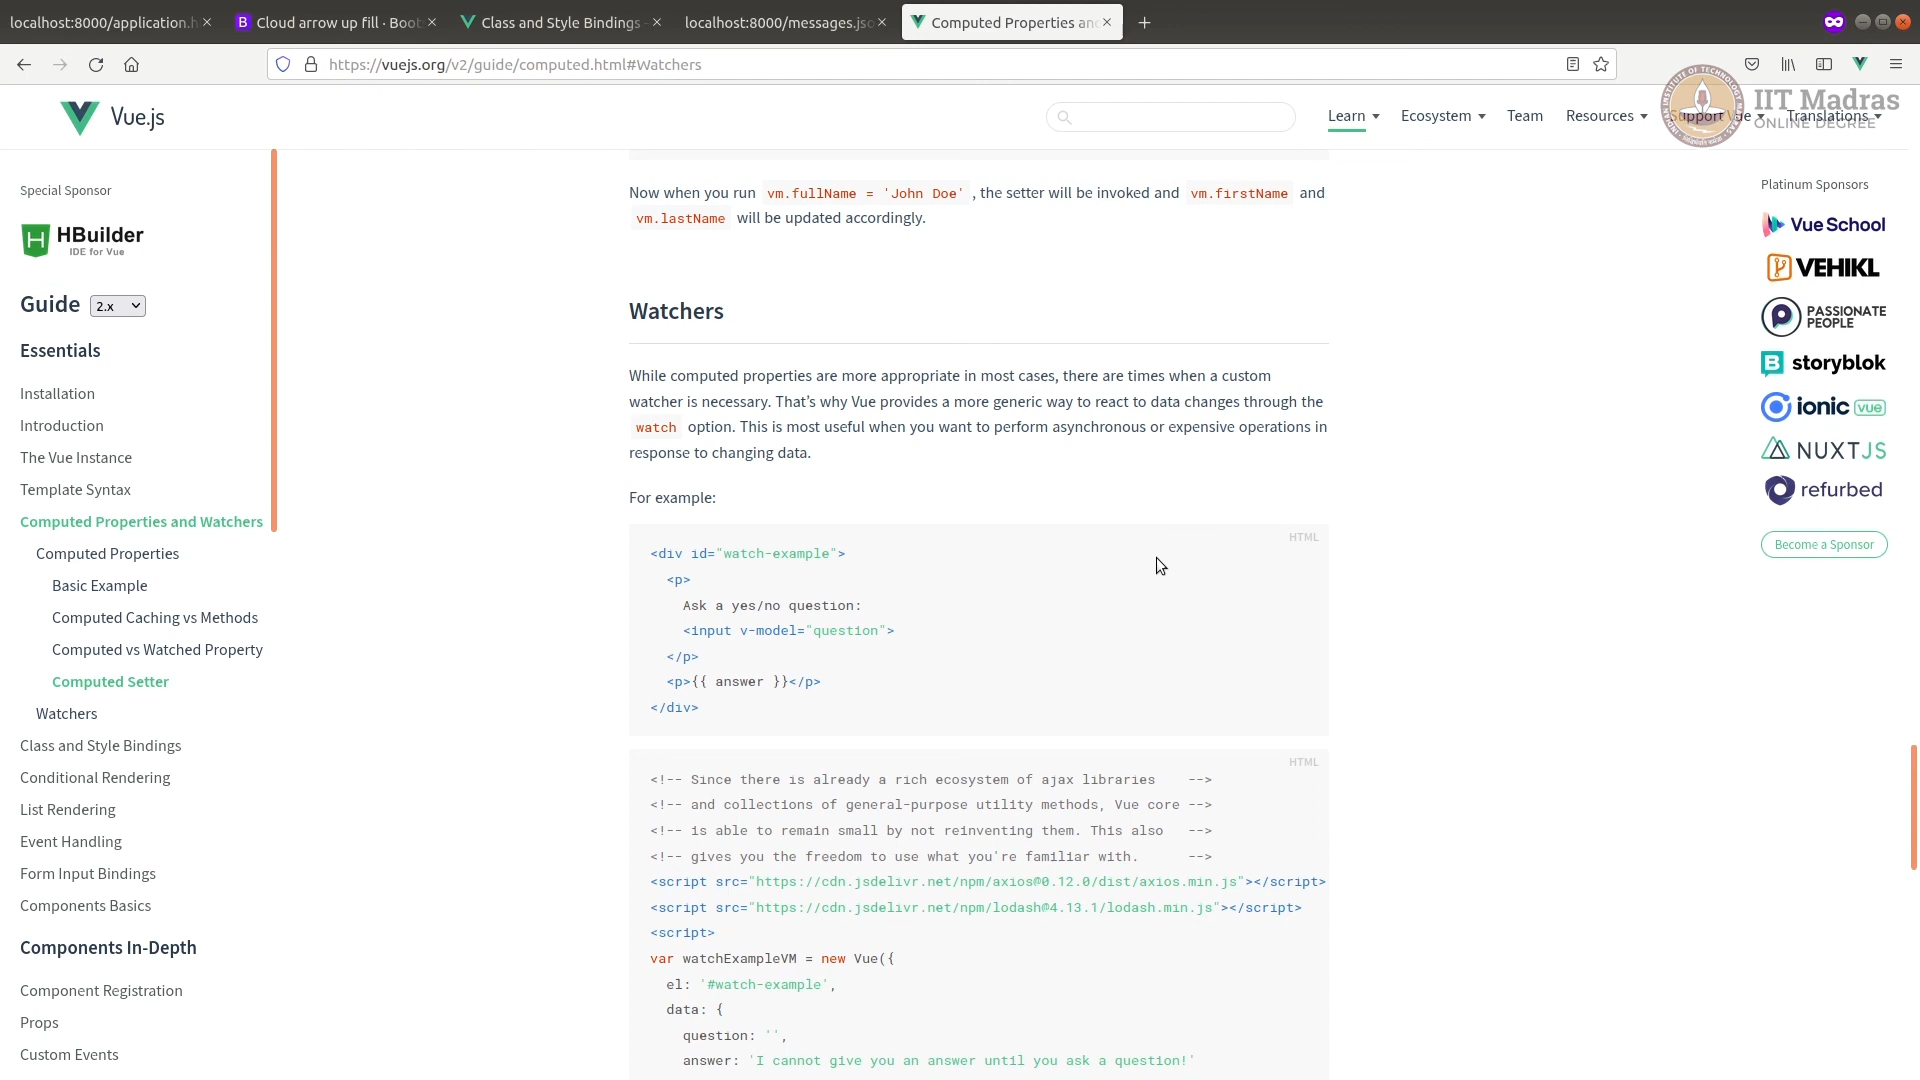 localhost:8000/application.h
Cloud arrow up fill · Boot
Class and Style Bindings
localhost:8000/messages.jso
Computed Properties an
https://vuejs.org/v2/guide/computed.html#Watchers
Vue.js
Learn
Ecosystem
Team
Resources
Support Vue
Translations
IIT Madras
ONLINE DEGREE
Special Sponsor
HBuilder
IDE for Vue
Guide 2.x
Essentials
Installation
Introduction
The Vue Instance
Template Syntax
Computed Properties and Watchers
Computed Properties
Basic Example
Computed Caching vs Methods
Computed vs Watched Property
Computed Setter
Watchers
Class and Style Bindings
Conditional Rendering
List Rendering
Event Handling
Form Input Bindings
Components Basics
Components In-Depth
Component Registration
Props
Custom Events
Now when you run vm.fullName = 'John Doe' , the setter will be invoked and vm.firstName and
vm.lastName will be updated accordingly.
Watchers
While computed properties are more appropriate in most cases, there are times when a custom
watcher is necessary. That’s why Vue provides a more generic way to react to data changes through the
watch option. This is most useful when you want to perform asynchronous or expensive operations in
response to changing data.
For example:
HTML
<div id="watch-example">
<p>
Ask a yes/no question:
<input v-model="question">
</p>
<p>{{ answer }}</p>
</div>
HTML
<!-- Since there is already a rich ecosystem of ajax libraries    -->
<!-- and collections of general-purpose utility methods, Vue core -->
<!-- is able to remain small by not reinventing them. This also   -->
<!-- gives you the freedom to use what you're familiar with.      -->
<script src="https://cdn.jsdelivr.net/npm/axios@0.12.0/dist/axios.min.js"></script>
<script src="https://cdn.jsdelivr.net/npm/lodash@4.13.1/lodash.min.js"></script>
<script>
var watchExampleVM = new Vue({
el: '#watch-example',
data: {
question: '',
answer: 'I cannot give you an answer until you ask a question!'
Platinum Sponsors
Vue School
VEHIKL
PASSIONATE
PEOPLE
storyblok
ionic vue
NUXTJS
refurbed
Become a Sponsor